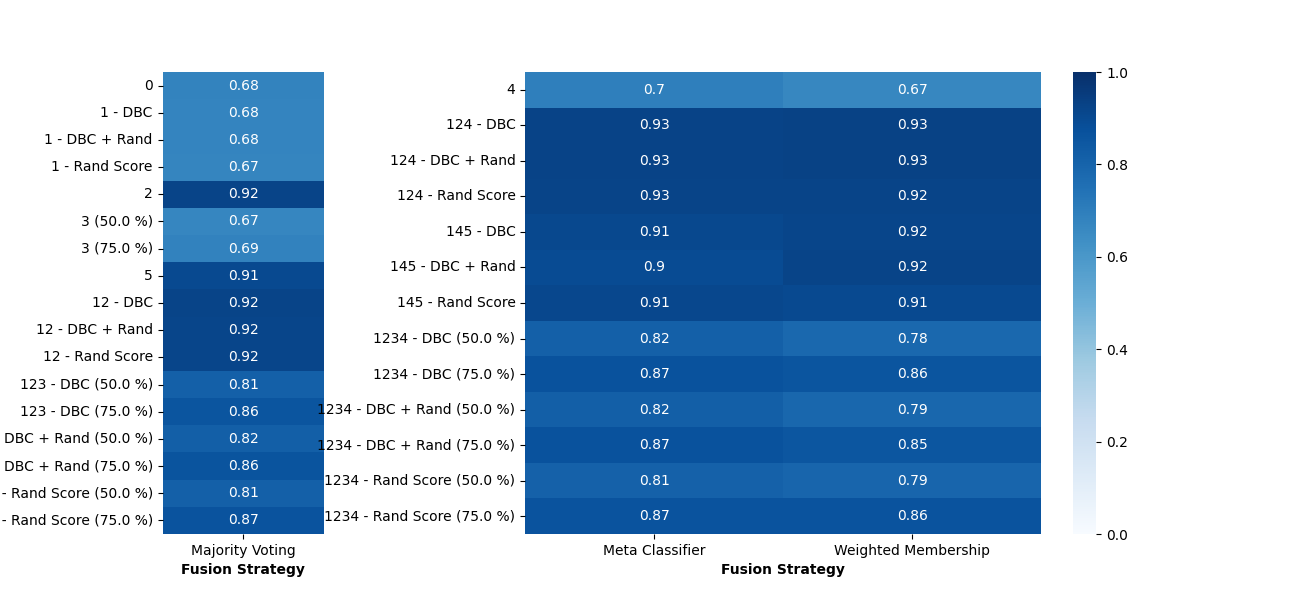 0 0.68
1 - DBC 0.68
1 - DBC + Rand 0.68
1 - Rand Score 0.67
2 0.92
3 (50.0 %) 0.67
3 (75.0 %) 0.69
5 0.91
12 - DBC 0.92
12 - DBC + Rand 0.92
12 - Rand Score 0.92
123 - DBC (50.0 %) 0.81
123 - DBC (75.0 %) 0.86
DBC + Rand (50.0 %) 0.82
DBC + Rand (75.0 %) 0.86
- Rand Score (50.0 %) 0.81
- Rand Score (75.0 %) 0.87
Majority Voting
Fusion Strategy
4 0.7 0.67
124 - DBC 0.93 0.93
124 - DBC + Rand 0.93 0.93
124 - Rand Score 0.93 0.92
145 - DBC 0.91 0.92
145 - DBC + Rand 0.9 0.92
145 - Rand Score 0.91 0.91
1234 - DBC (50.0 %) 0.82 0.78
1234 - DBC (75.0 %) 0.87 0.86
1234 - DBC + Rand (50.0 %) 0.82 0.79
1234 - DBC + Rand (75.0 %) 0.87 0.85
1234 - Rand Score (50.0 %) 0.81 0.79
1234 - Rand Score (75.0 %) 0.87 0.86
Meta Classifier Weighted Membership
Fusion Strategy
1.0
0.8
0.6
0.4
0.2
0.0